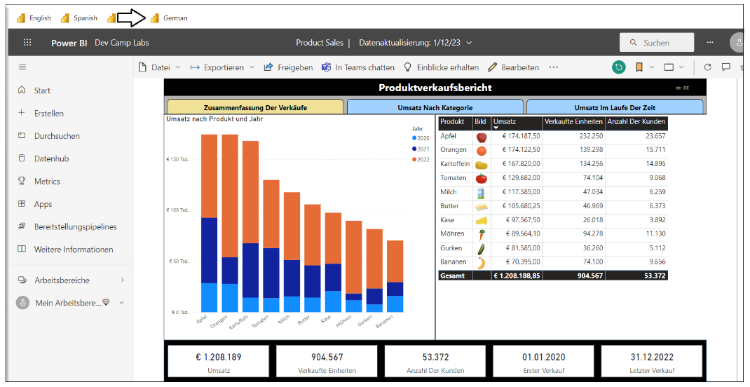 English Spanish German
Power BI Dev Camp Labs Product Sales | Datenaktualisierung: 1/12/23 Suchen
Datei Exportieren Freigeben In Teams chatten Einblicke erhalten Bearbeiten
Start
Erstellen
Durchsuchen
Datenhub
Metrics
Apps
Bereitstellungspipelines
Weitere Informationen
Arbeitsbereiche
Mein Arbeitsbere...
Produktverkaufsbericht
de-DE
Zusammenfassung Der Verkäufe Umsatz Nach Kategorie Umsatz Im Laufe Der Zeit
Umsatz nach Produkt und Jahr
Jahr
2020
2021
2022
€ 150 Tsd.
€ 100 Tsd.
€ 50 Tsd.
€ 0 Tsd.
Äpfel Orangen Kartoffeln Tomaten Milch Butter Käse Möhren Gurken Bananen
Produkt Bild Umsatz Verkaufte Einheiten Anzahl Der Kunden
Äpfel € 174.187,50 232.250 23.657
Orangen € 174.122,50 139.298 15.711
Kartoffeln € 167.820,00 134.256 14.895
Tomaten € 129.682,00 74.104 9.068
Milch € 117.585,00 47.034 6.259
Butter € 105.680,25 46.969 6.373
Käse € 97.567,50 26.018 3.892
Möhren € 89.564,10 94.278 11.130
Gurken € 81.585,00 36.260 5.112
Bananen € 70.395,00 74.100 9.656
Gesamt € 1.208.188,85 904.567 53.372
€ 1.208.189 904.567 53.372 01.01.2020 31.12.2022
Umsatz Verkaufte Einheiten Anzahl Der Kunden Erster Verkauf Letzter Verkauf